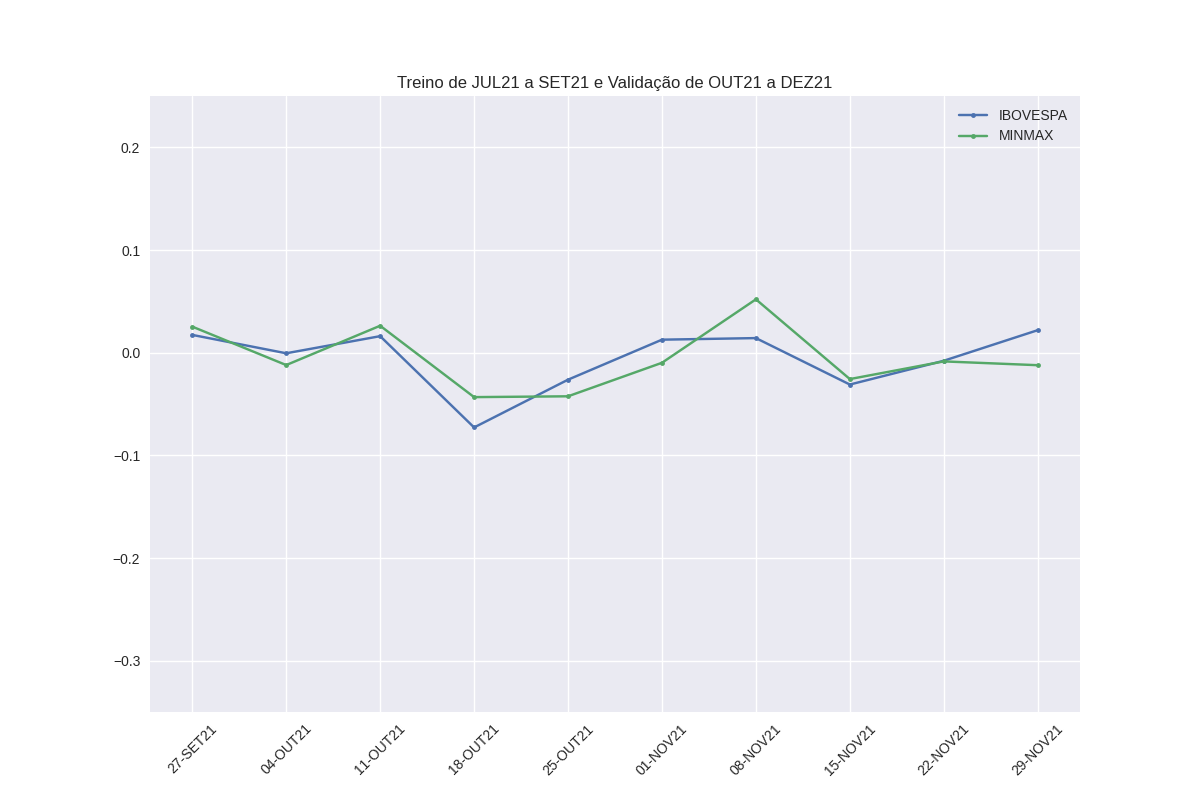 Treino de JUL21 a SET21 e Validação de OUT21 a DEZ21
IBOVESPA
MINMAX
0.2
0.1
0.0
−0.1
−0.2
−0.3
27-SET21
04-OUT21
11-OUT21
18-OUT21
25-OUT21
01-NOV21
08-NOV21
15-NOV21
22-NOV21
29-NOV21